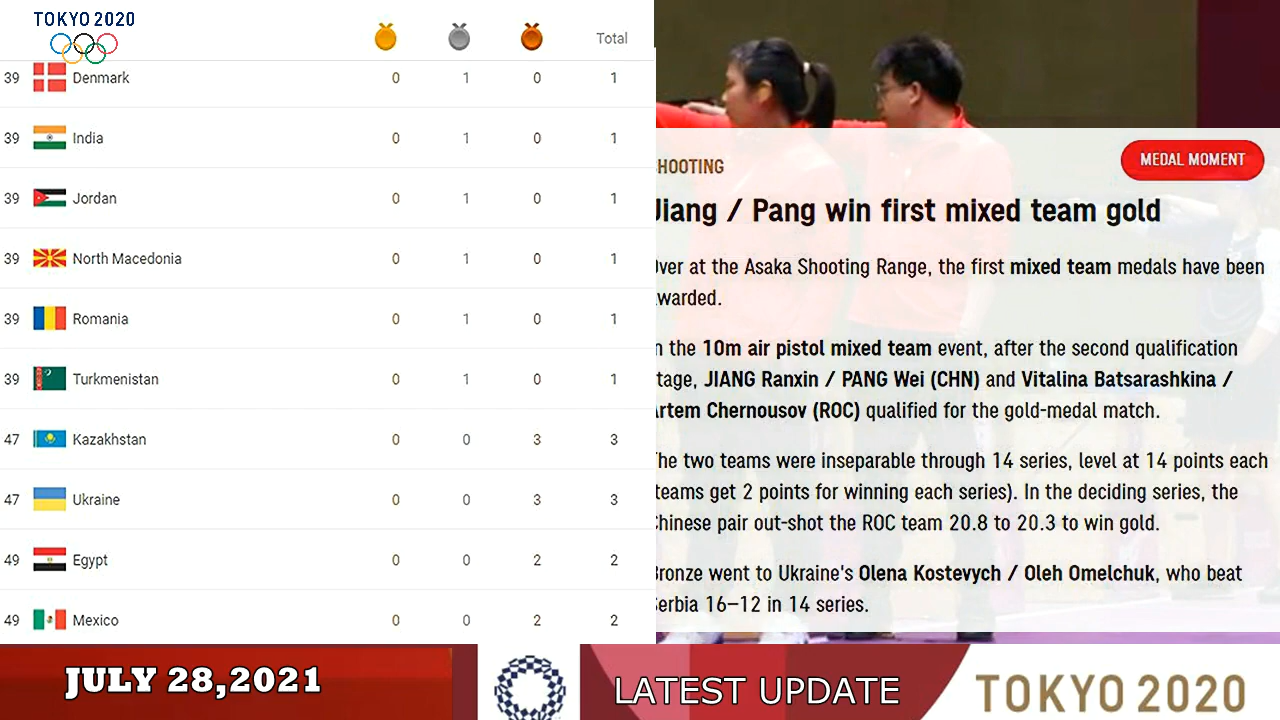 TOKYO 2020
Total
39 Denmark 0 1 0 1
39 India 0 1 0 1
39 Jordan 0 1 0 1
39 North Macedonia 0 1 0 1
39 Romania 0 1 0 1
39 Turkmenistan 0 1 0 1
47 Kazakhstan 0 0 3 3
47 Ukraine 0 0 3 3
49 Egypt 0 0 2 2
49 Mexico 0 0 2 2
HOOTING
MEDAL MOMENT
Jiang / Pang win first mixed team gold
ver at the Asaka Shooting Range, the first mixed team medals have been
warded.
n the 10m air pistol mixed team event, after the second qualification
tage, JIANG Ranxin / PANG Wei (CHN) and Vitalina Batsarashkina /
rtem Chernousov (ROC) qualified for the gold-medal match.
The two teams were inseparable through 14 series, level at 14 points each
teams get 2 points for winning each series). In the deciding series, the
hinese pair out-shot the ROC team 20.8 to 20.3 to win gold.
Bronze went to Ukraine's Olena Kostevych / Oleh Omelchuk, who beat
erbia 16–12 in 14 series.
JULY 28,2021
LATEST UPDATE
TOKYO 2020